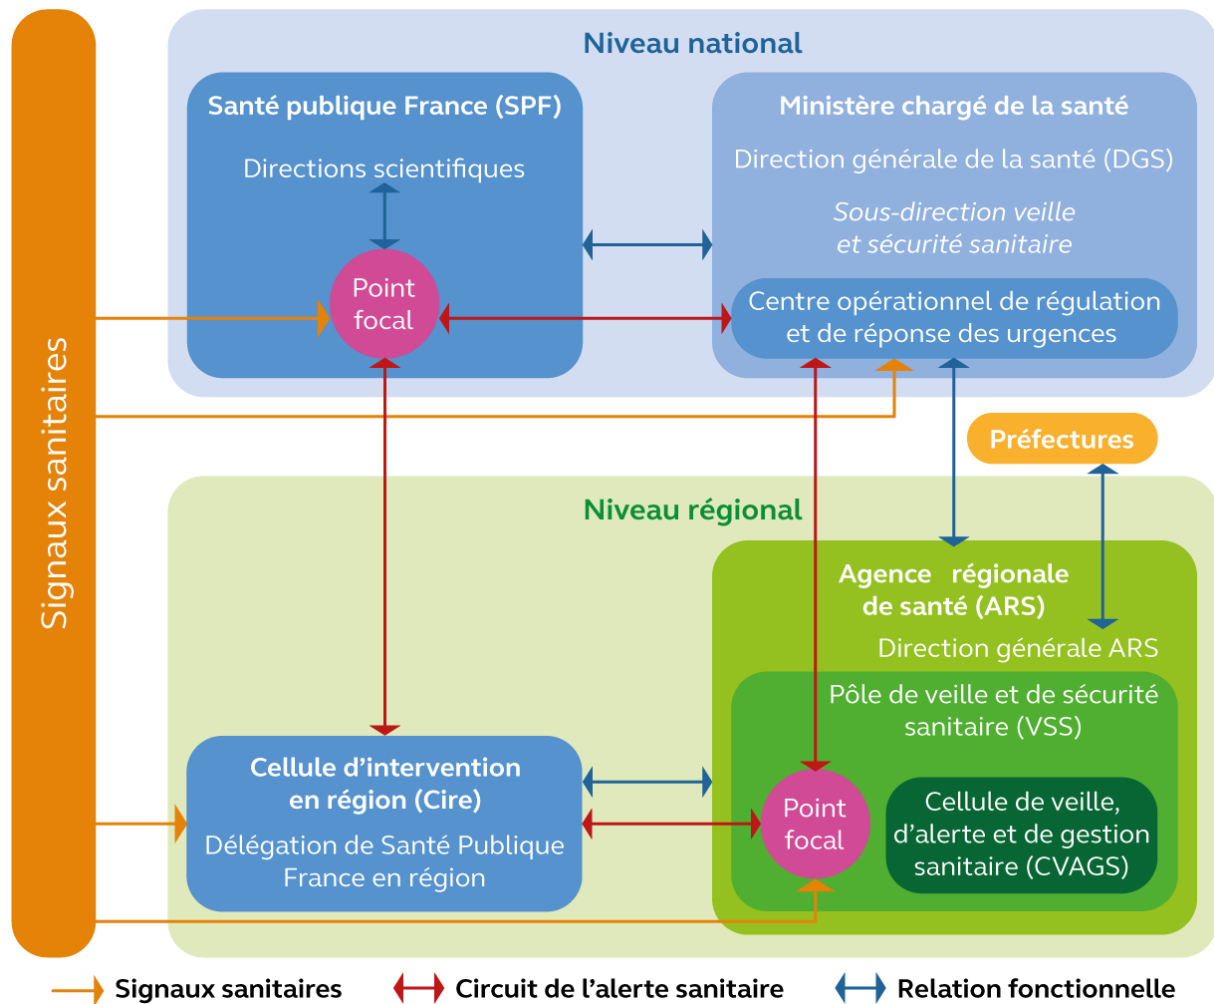 Signaux sanitaires
Niveau national
Santé publique France (SPF)
Directions scientifiques
Point
focal
Ministère chargé de la santé
Direction générale de la santé (DGS)
Sous-direction veille
et sécurité sanitaire
Centre opérationnel de régulation
et de réponse des urgences
Préfectures
Niveau régional
Agence régionale
de santé (ARS)
Direction générale ARS
Pôle de veille et de sécurité
sanitaire (VSS)
Cellule d'intervention
en région (Cire)
Délégation de Santé Publique
France en région
Point
focal
Cellule de veille,
d'alerte et de gestion
sanitaire (CVAGS)
Signaux sanitaires
Circuit de l'alerte sanitaire
Relation fonctionnelle